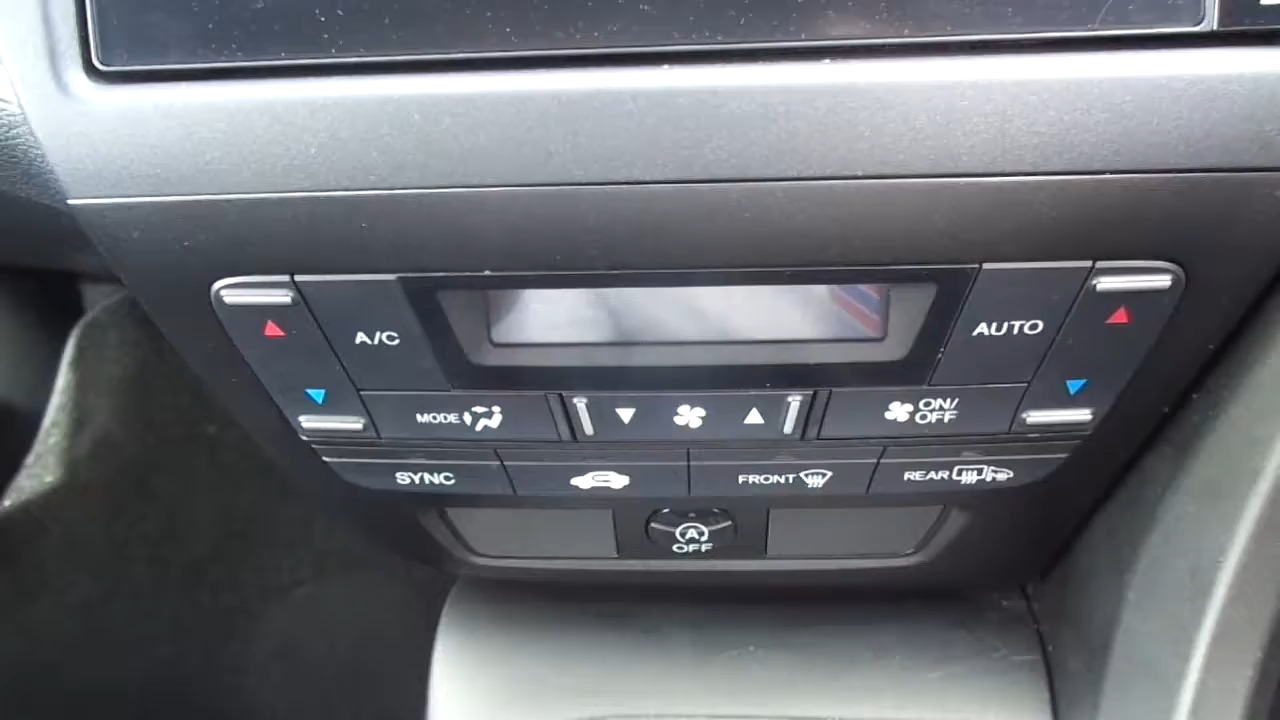 A/C
AUTO
MODE
ON/
OFF
SYNC
FRONT
REAR
A
OFF